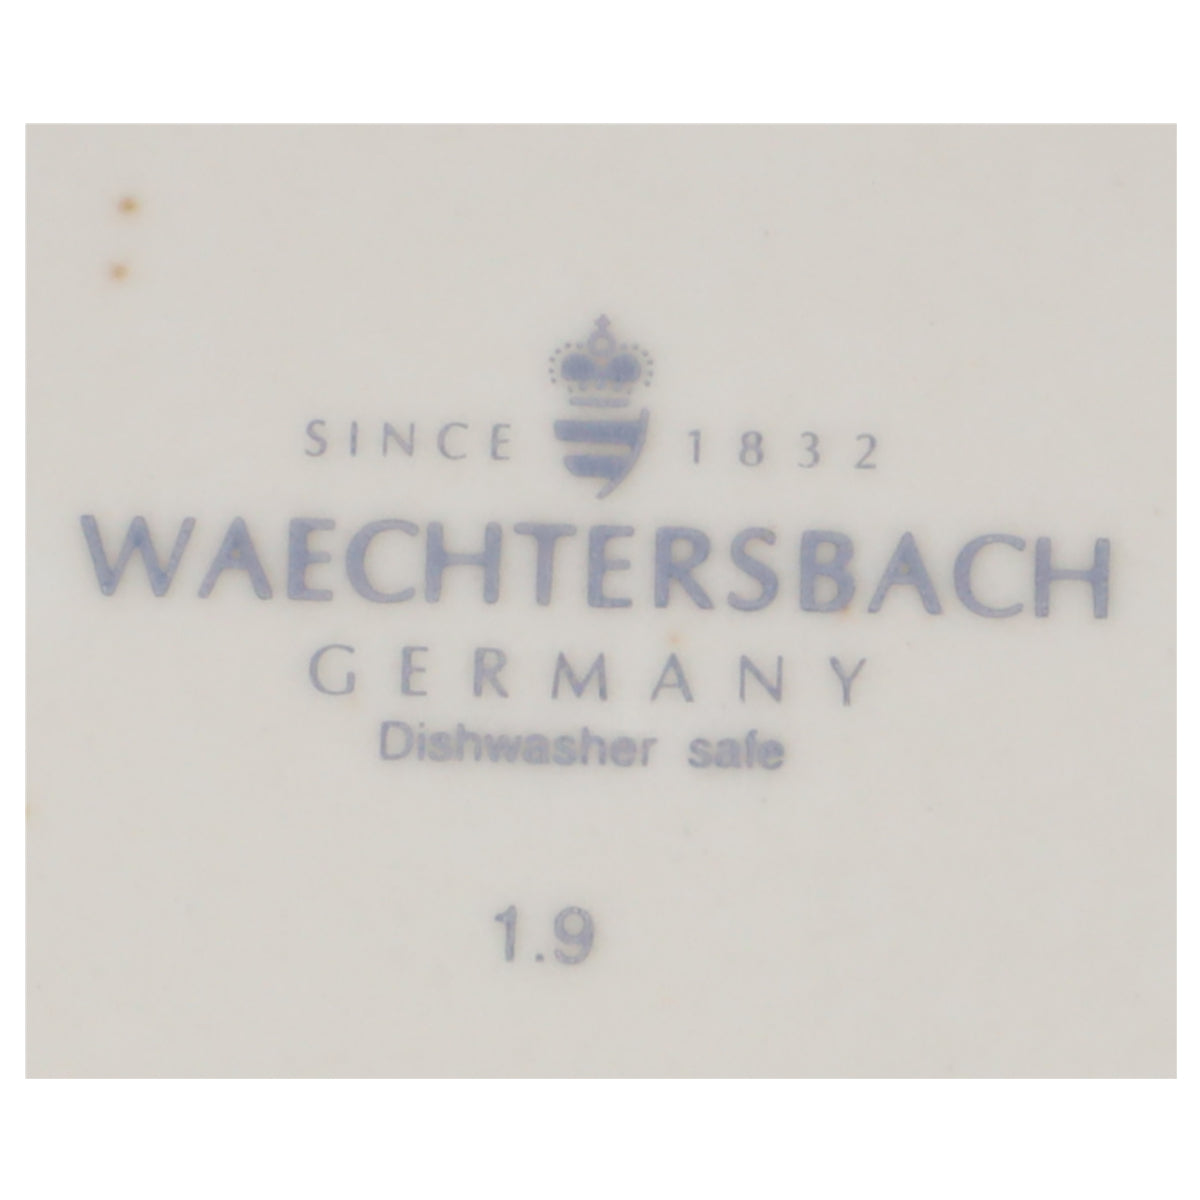 SINCE 1832
WAECHTERSBACH
GERMANY
Dishwasher safe
1.9